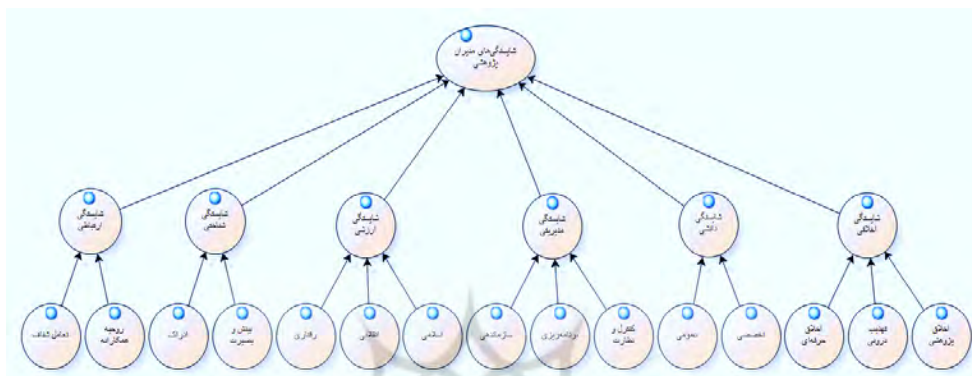 شایستگی‌های مدیران
پژوهشی
شایستگی
اخلاقی
شایستگی
دانشی
شایستگی
مدیریتی
شایستگی
ارزشی
شایستگی
شخصی
شایستگی
ارتباطی
اخلاق
پژوهشی
تهذیب
درونی
اخلاق
حرفه‌ای
تخصصی
عمومی
کنترل و
نظارت
برنامه‌ریزی
سازماندهی
اسلامی
انقلابی
رفتاری
بینش و
بصیرت
ادراک
روحیه
همکارانه
تعامل شفاف